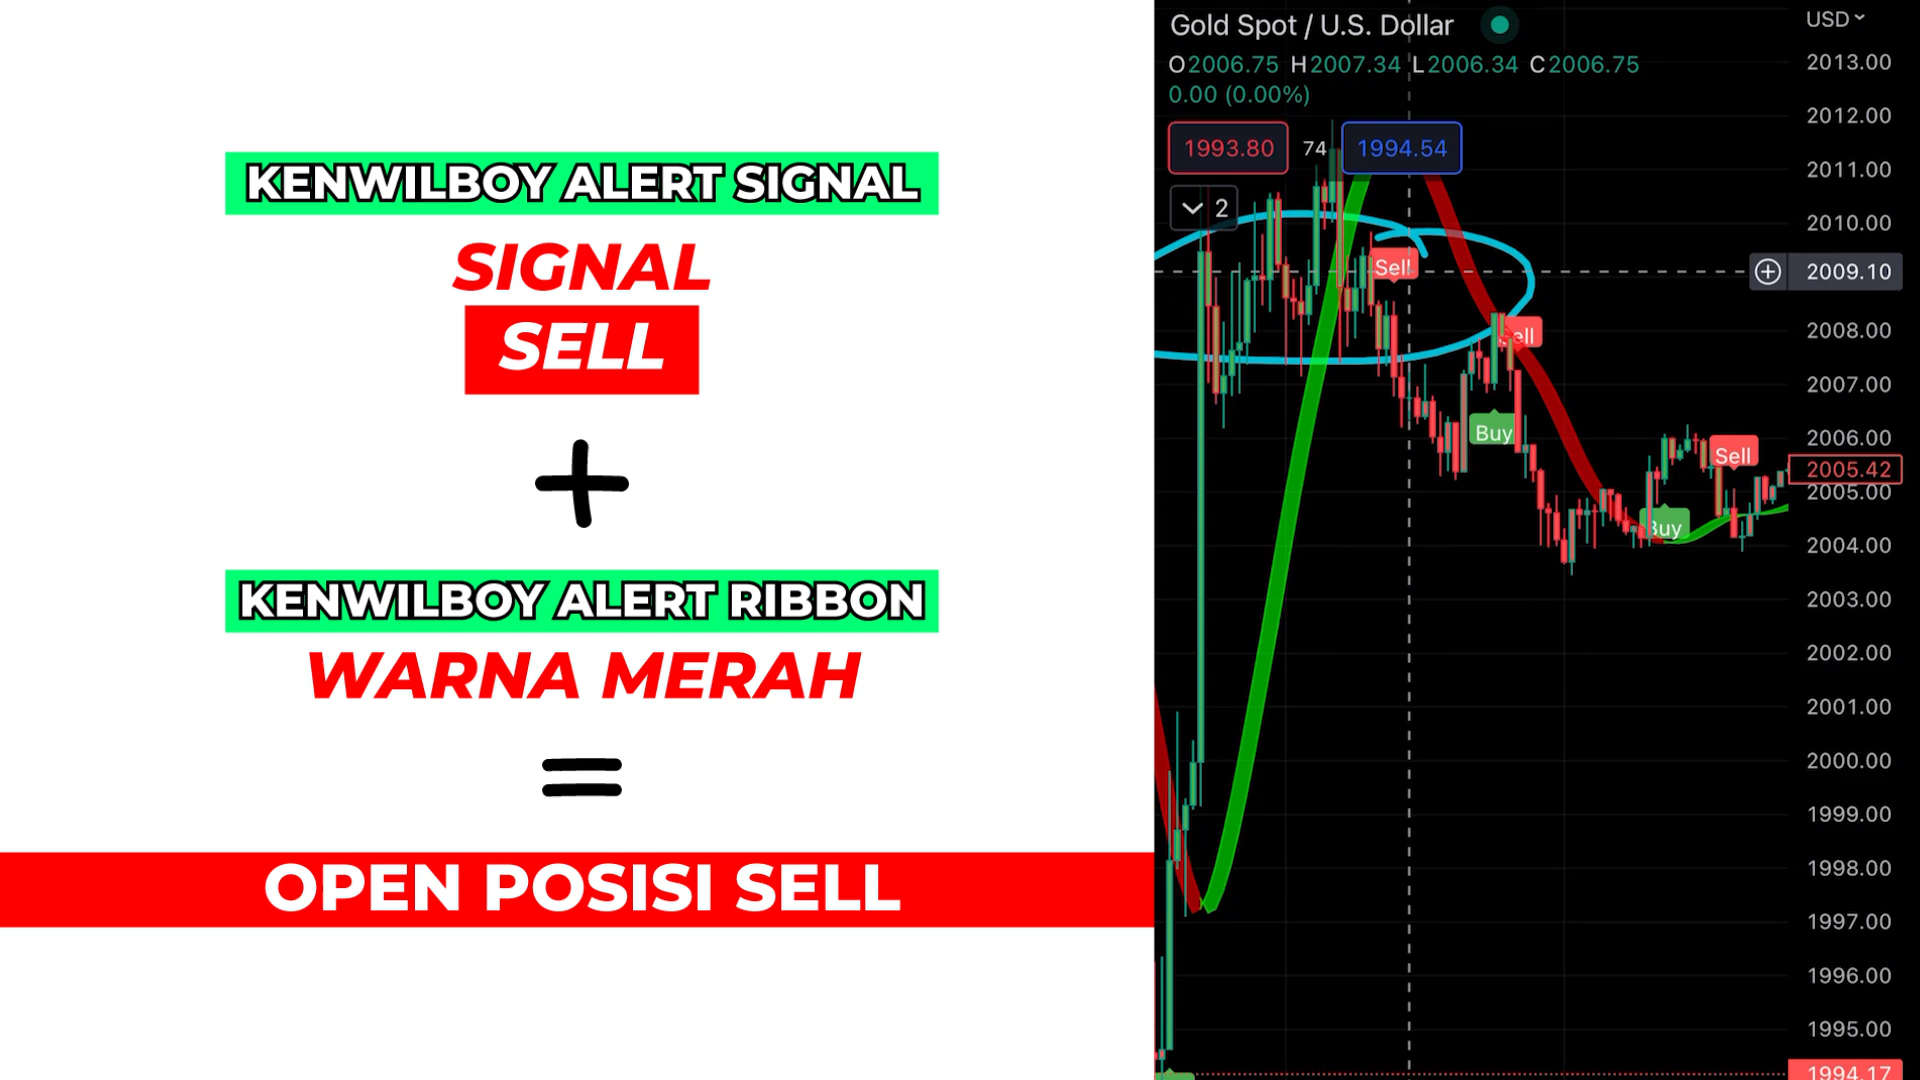 KENWILBOY ALERT SIGNAL
SIGNAL
SELL
+
KENWILBOY ALERT RIBBON
WARNA MERAH
=
OPEN POSISI SELL
Gold Spot / U.S. Dollar
O2006.75 H2007.34 L2006.34 C2006.75
0.00 (0.00%)
1993.80 74 1994.54
2
Sell
Sell
Buy
Sell
Buy
USD
2013.00
2012.00
2011.00
2010.00
2009.10
2008.00
2007.00
2006.00
2005.42
2005.00
2004.00
2003.00
2002.00
2001.00
2000.00
1999.00
1998.00
1997.00
1996.00
1995.00
1994.17